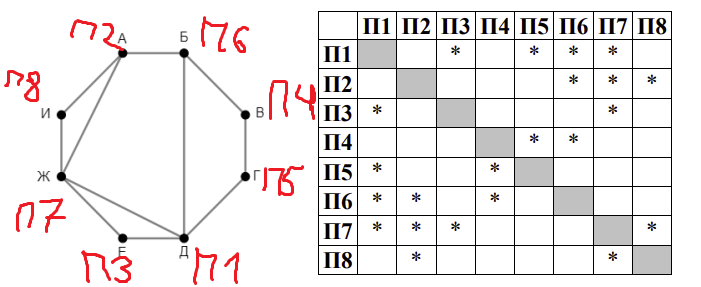 П2 П6
А Б
П8
И В П4
Ж Г П5
П7
Е Д
П3 П1
П1 П2 П3 П4 П5 П6 П7 П8
П1 * * * *
П2 * * *
П3 * *
П4 * *
П5 * *
П6 * * *
П7 * * * *
П8 * *